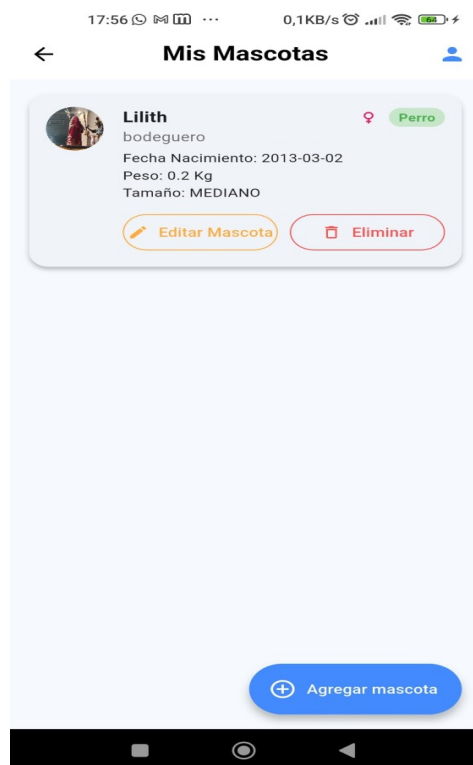 17:56 ··· 0,1KB/s 64
Mis Mascotas
Lilith Perro
bodeguero
Fecha Nacimiento: 2013-03-02
Peso: 0.2 Kg
Tamaño: MEDIANO
Editar Mascota Eliminar
Agregar mascota